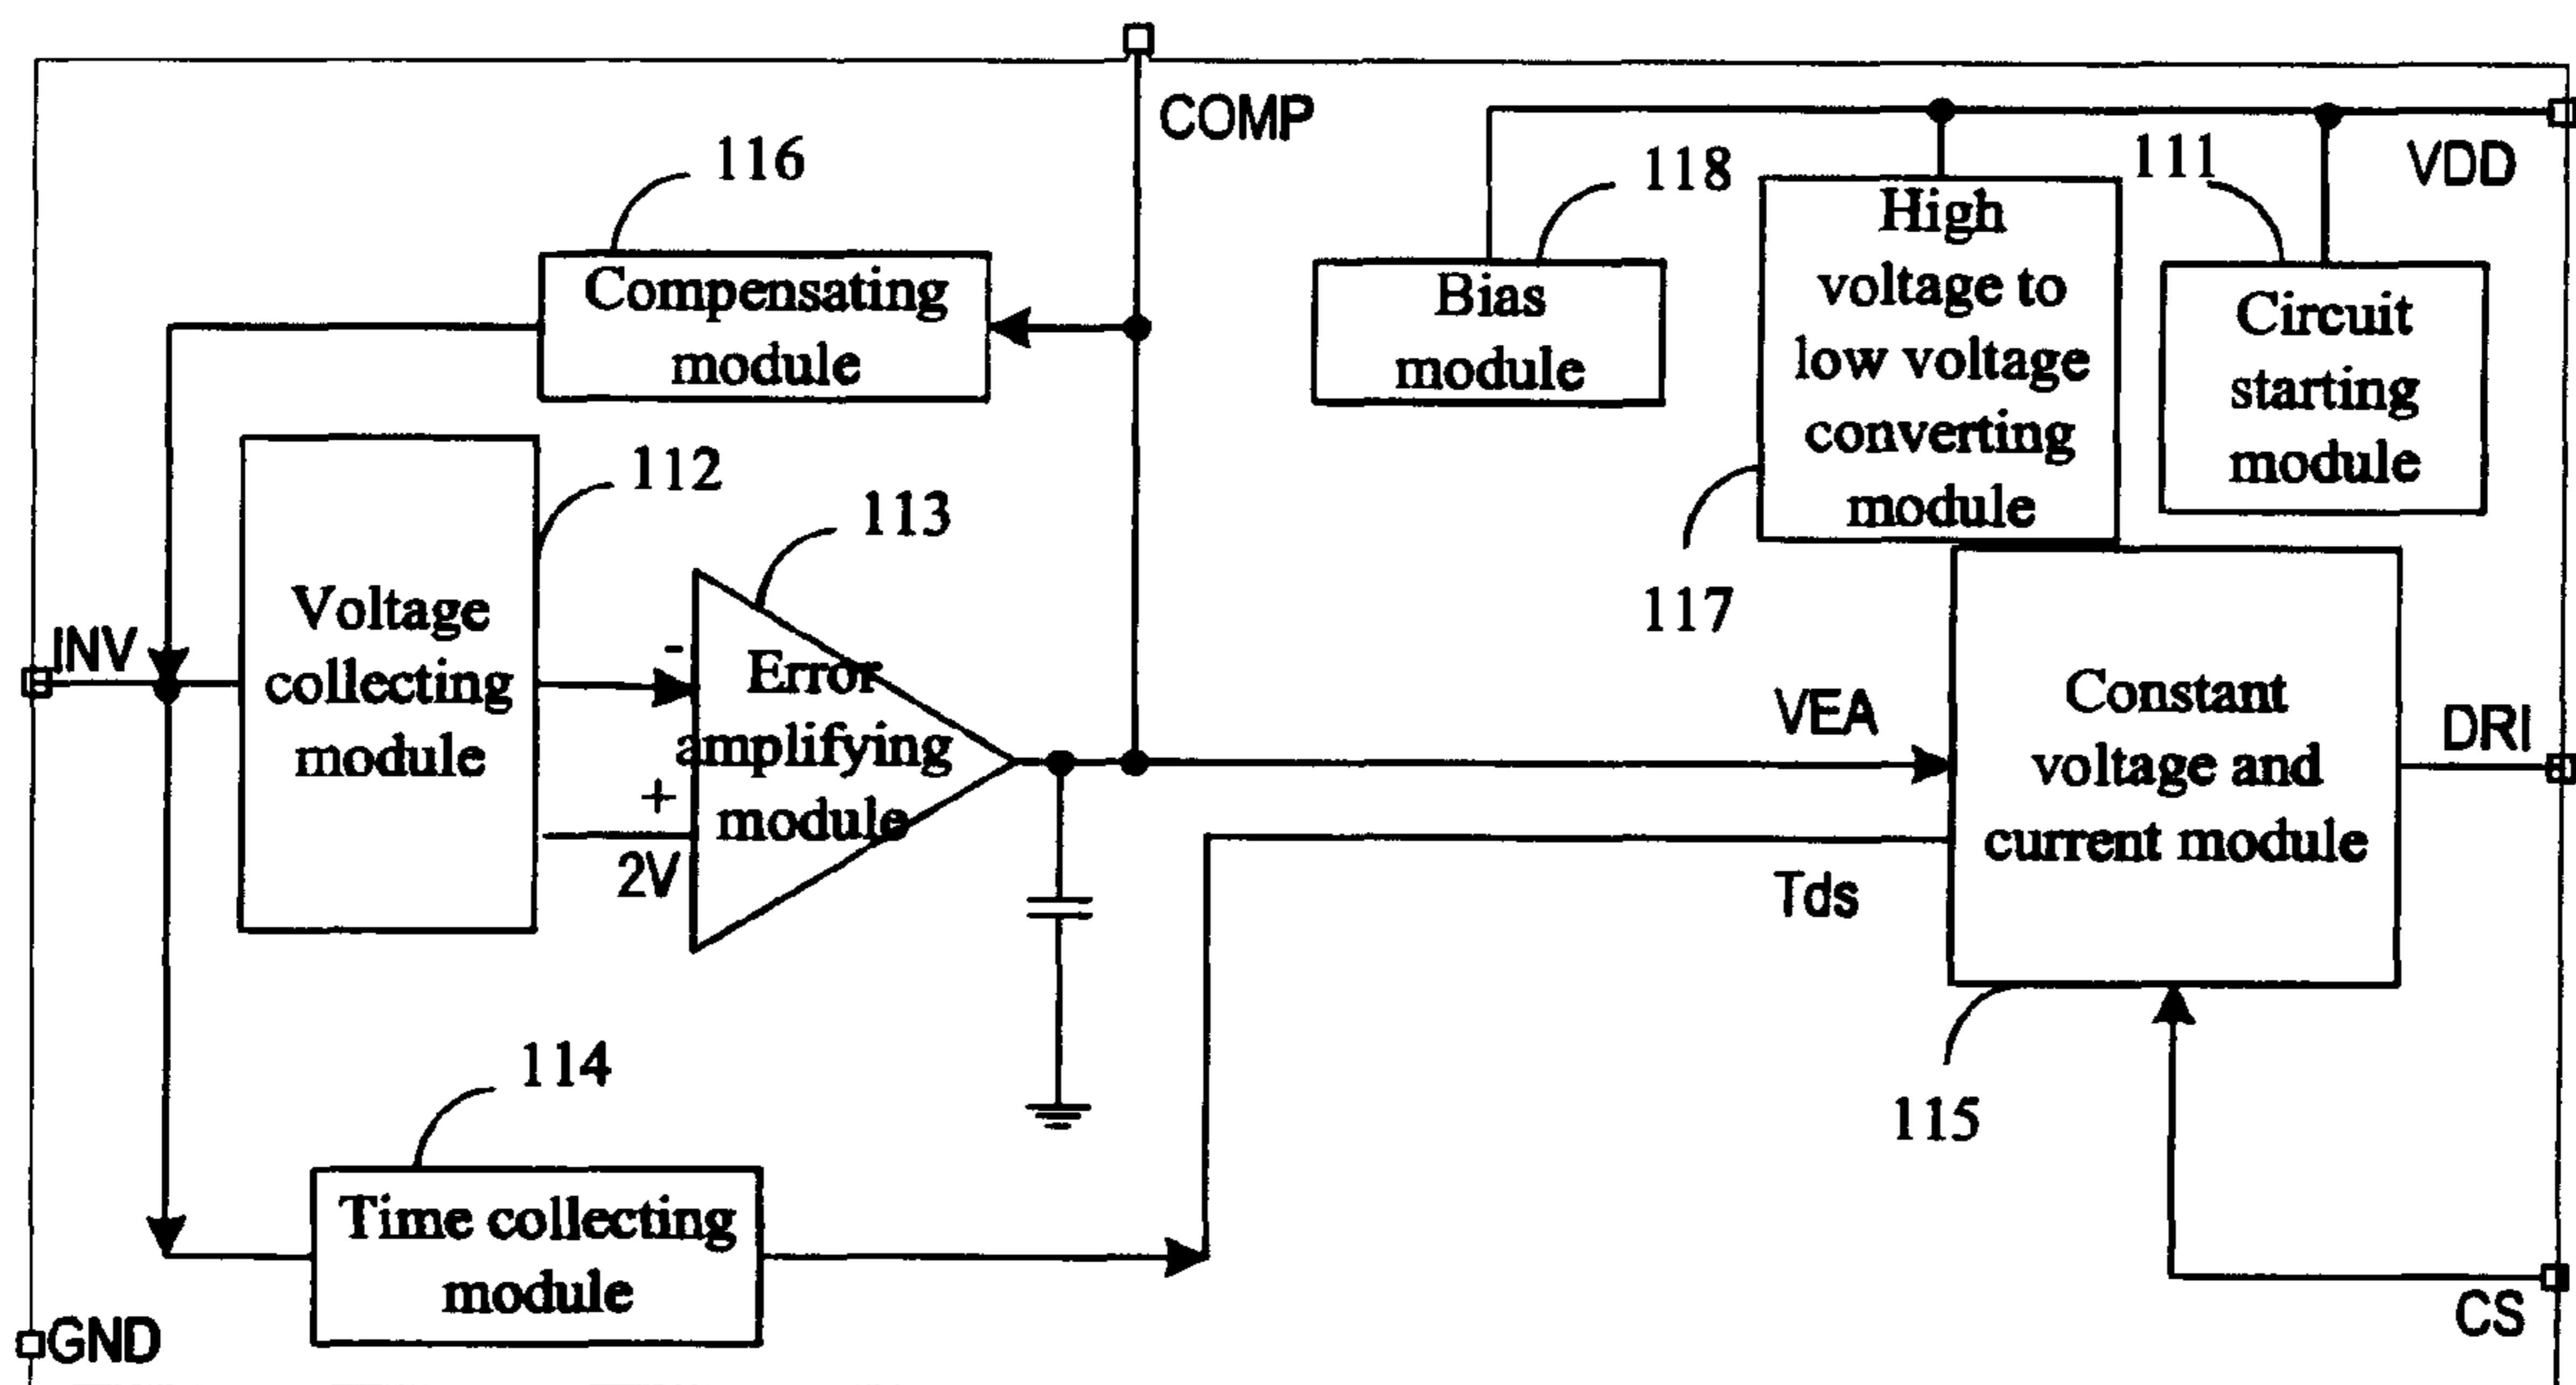 COMP
116
118
111
VDD
Compensating
module
Bias
module
High
voltage to
low voltage
converting
module
Circuit
starting
module
112
113
117
INV
Voltage
collecting
module
-
Error
amplifying
module
+
2V
VEA
Tds
Constant
voltage and
current module
DRI
114
115
Time collecting
module
GND
CS